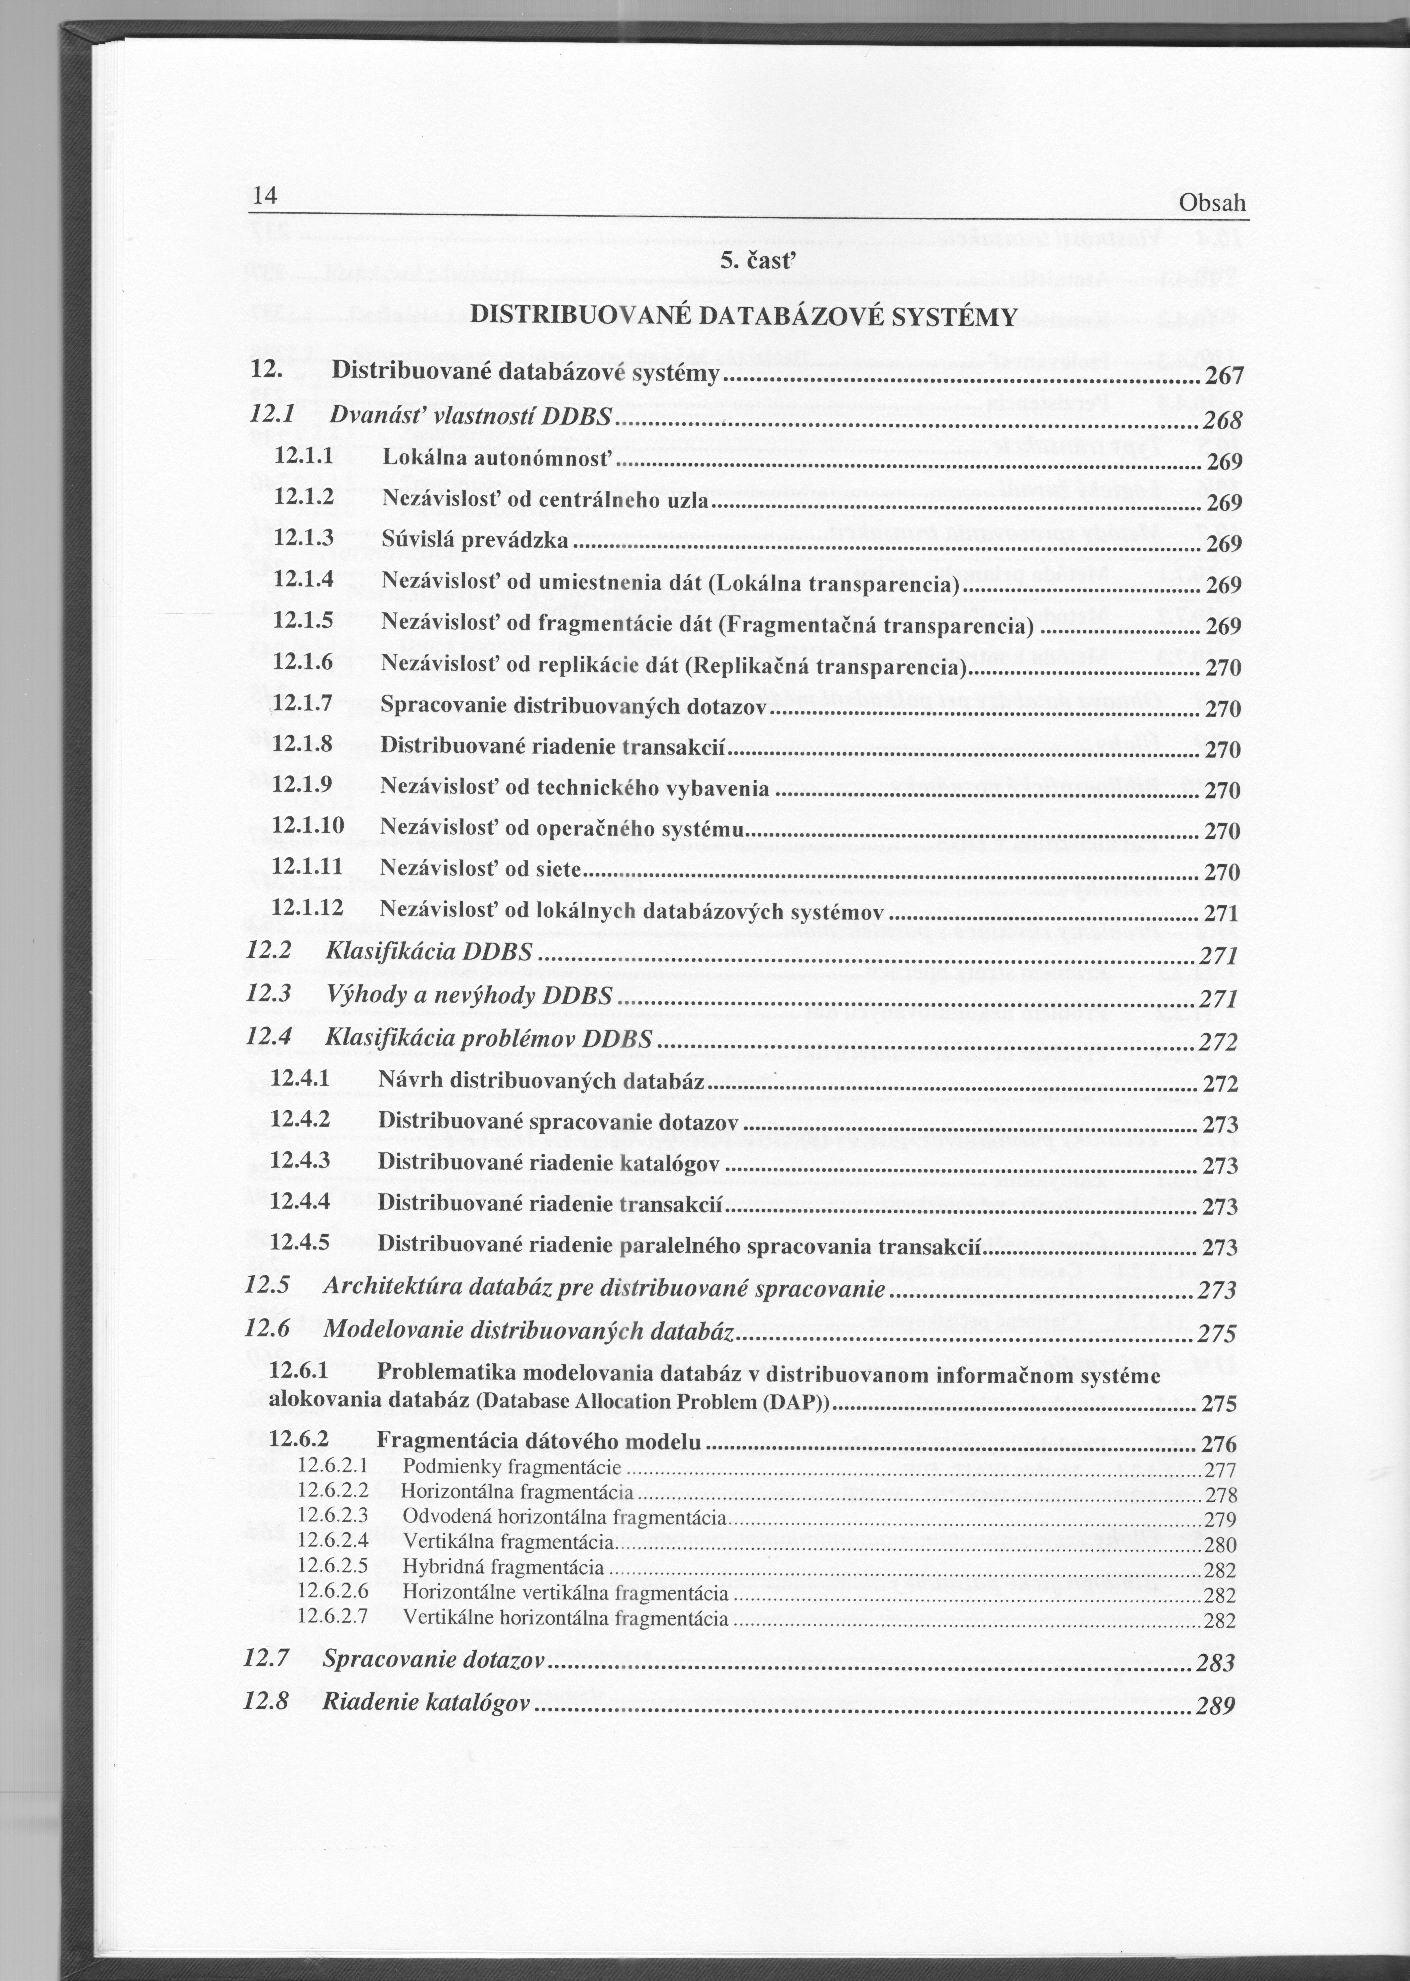 14
Obsah
5. časť
DISTRIBUOVANÉ DATABÁZOVÉ SYSTÉMY
12. Distribuované databázové systémy 267
12.1 Dvanásť vlastností DDBS 268
12.1.1 Lokálna autonómnosť 269
12.1.2 Nezávislosť od centrálneho uzla 269
12.1.3 Súvislá prevádzka 269
12.1.4 Nezávislosť od umiestnenia dát (Lokálna transparencia) 269
12.1.5 Nezávislosť od fragmentácie dát (Fragmentačná transparencia) 269
12.1.6 Nezávislosť od replikácie dát (Replikačná transparencia) 270
12.1.7 Spracovanie distribuovaných dotazov 270
12.1.8 Distribuované riadenie transakcií 270
12.1.9 Nezávislosť od technického vybavenia 270
12.1.10 Nezávislosť od operačného systému 270
12.1.11 Nezávislosť od siete 270
12.1.12 Nezávislosť od lokálnych databázových systémov 271
12.2 Klasifikácia DDBS 271
12.3 Výhody a nevýhody DDBS 271
12.4 Klasifikácia problémov DDBS 272
12.4.1 Návrh distribuovaných databáz 272
12.4.2 Distribuované spracovanie dotazov 273
12.4.3 Distribuované riadenie katalógov 273
12.4.4 Distribuované riadenie transakcií 273
12.4.5 Distribuované riadenie paralelného spracovania transakcií 273
12.5 Architektúra databáz pre distribuované spracovanie 273
12.6 Modelovanie distribuovaných databáz 275
12.6.1 Problematika modelovania databáz v distribuovanom informačnom systéme
alokovania databáz (Database Allocation Problem (DAP)) 275
12.6.2 Fragmentácia dátového modelu 276
12.6.2.1 Podmienky fragmentácie 277
12.6.2.2 Horizontálna fragmentácia 278
12.6.2.3 Odvodená horizontálna fragmentácia 279
12.6.2.4 Vertikálna fragmentácia 280
12.6.2.5 Hybridná fragmentácia 282
12.6.2.6 Horizontálne vertikálna fragmentácia 282
12.6.2.7 Vertikálne horizontálna fragmentácia 282
12.7 Spracovanie dotazov 283
12.8 Riadenie katalógov 289